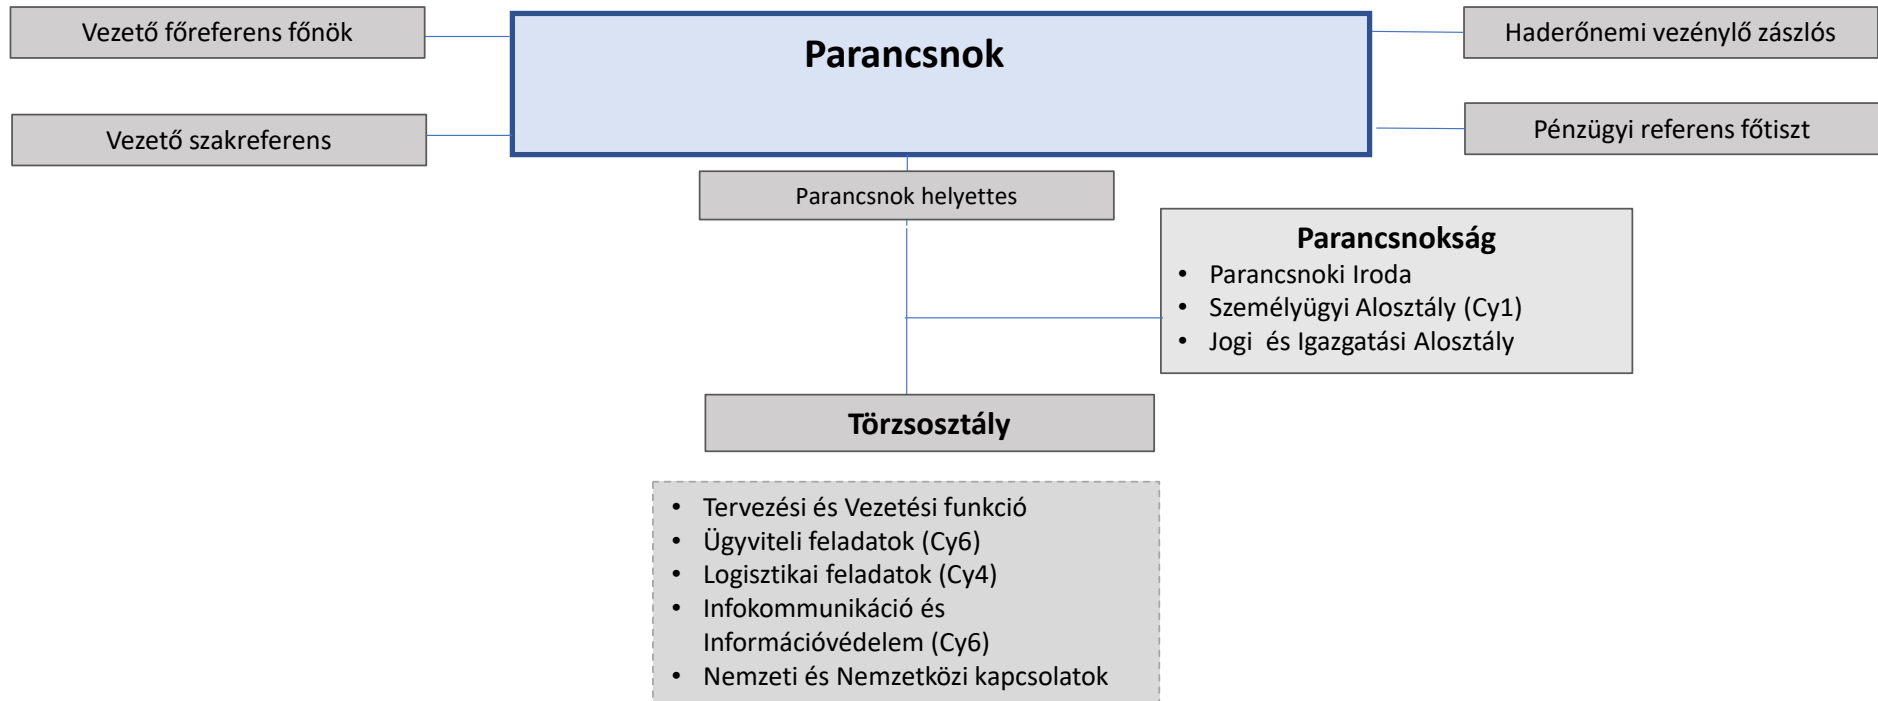 Vezető főreferens főnök
Parancsnok
Haderőnemi vezénylő zászlós
Vezető szakreferens
Pénzügyi referens főtiszt
Parancsnok helyettes
Parancsnokság
• Parancsnoki Iroda
• Személyügyi Alosztály (Cy1)
• Jogi és Igazgatási Alosztály
Törzsosztály
• Tervezési és Vezetési funkció
• Ügyviteli feladatok (Cy6)
• Logisztikai feladatok (Cy4)
• Infokommunikáció és
Információvédelem (Cy6)
• Nemzeti és Nemzetközi kapcsolatok